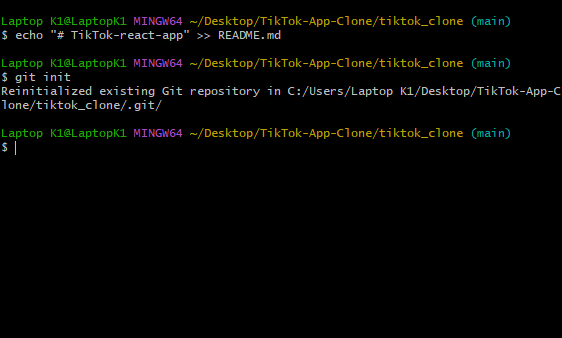 Laptop K1@LaptopK1 MINGW64 ~/Desktop/TikTok-App-Clone/tiktok_clone (main)
$ echo "# TikTok-react-app" >> README.md
Laptop K1@LaptopK1 MINGW64 ~/Desktop/TikTok-App-Clone/tiktok_clone (main)
$ git init
Reinitialized existing Git repository in C:/Users/Laptop K1/Desktop/TikTok-App-C
lone/tiktok_clone/.git/
Laptop K1@LaptopK1 MINGW64 ~/Desktop/TikTok-App-Clone/tiktok_clone (main)
$